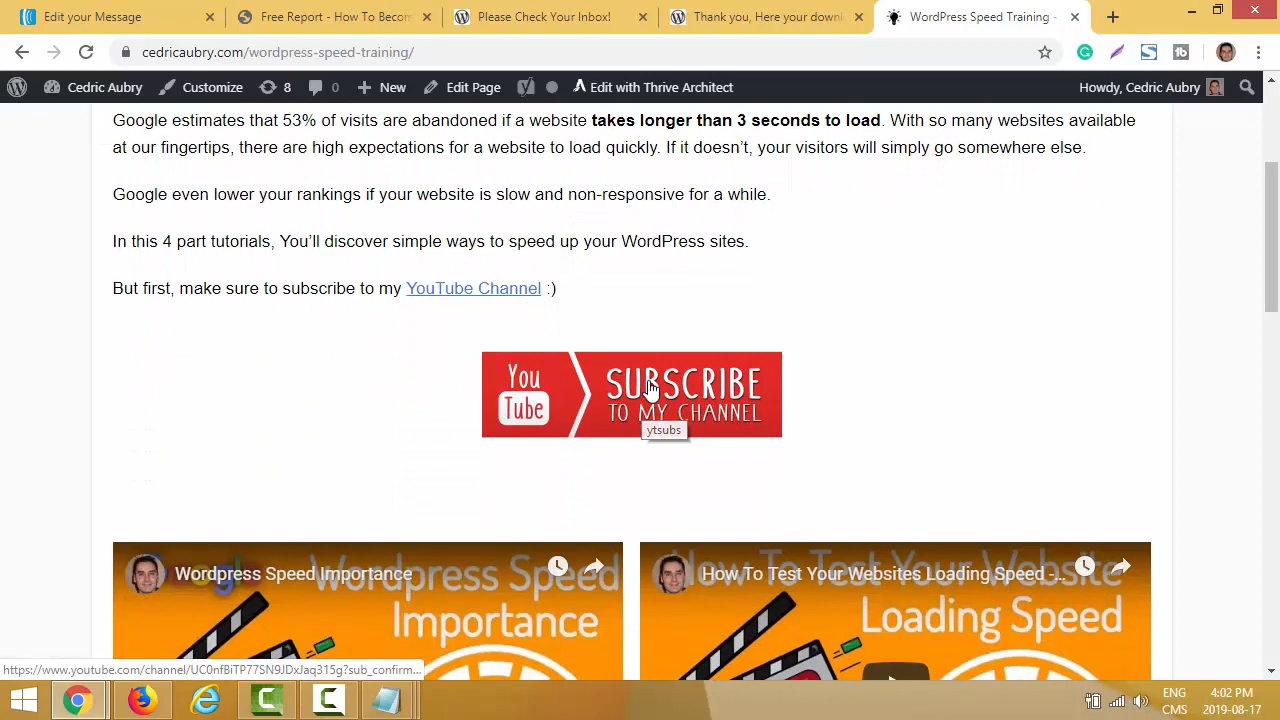 Edit your Message
Free Report - How To Becom
Please Check Your Inbox!
Thank you, Here your downl
WordPress Speed Training -
cedricaubry.com/wordpress-speed-training/
Cedric Aubry
Customize
8
0
New
Edit Page
Edit with Thrive Architect
Howdy, Cedric Aubry
Google estimates that 53% of visits are abandoned if a website takes longer than 3 seconds to load. With so many websites available
at our fingertips, there are high expectations for a website to load quickly. If it doesn’t, your visitors will simply go somewhere else.
Google even lower your rankings if your website is slow and non-responsive for a while.
In this 4 part tutorials, You’ll discover simple ways to speed up your WordPress sites.
But first, make sure to subscribe to my YouTube Channel :)
You
Tube
SUBSCRIBE
TO MY CHANNEL
ytsubs
Wordpress Speed Importance
Wordpress Speed
Importance
How To Test Your Websites Loading Speed -...
Loading Speed
https://www.youtube.com/channel/UC0nfBiTP77SN9JDxJaq315g?sub_confirm...
ENG
CMS
4:02 PM
2019-08-17